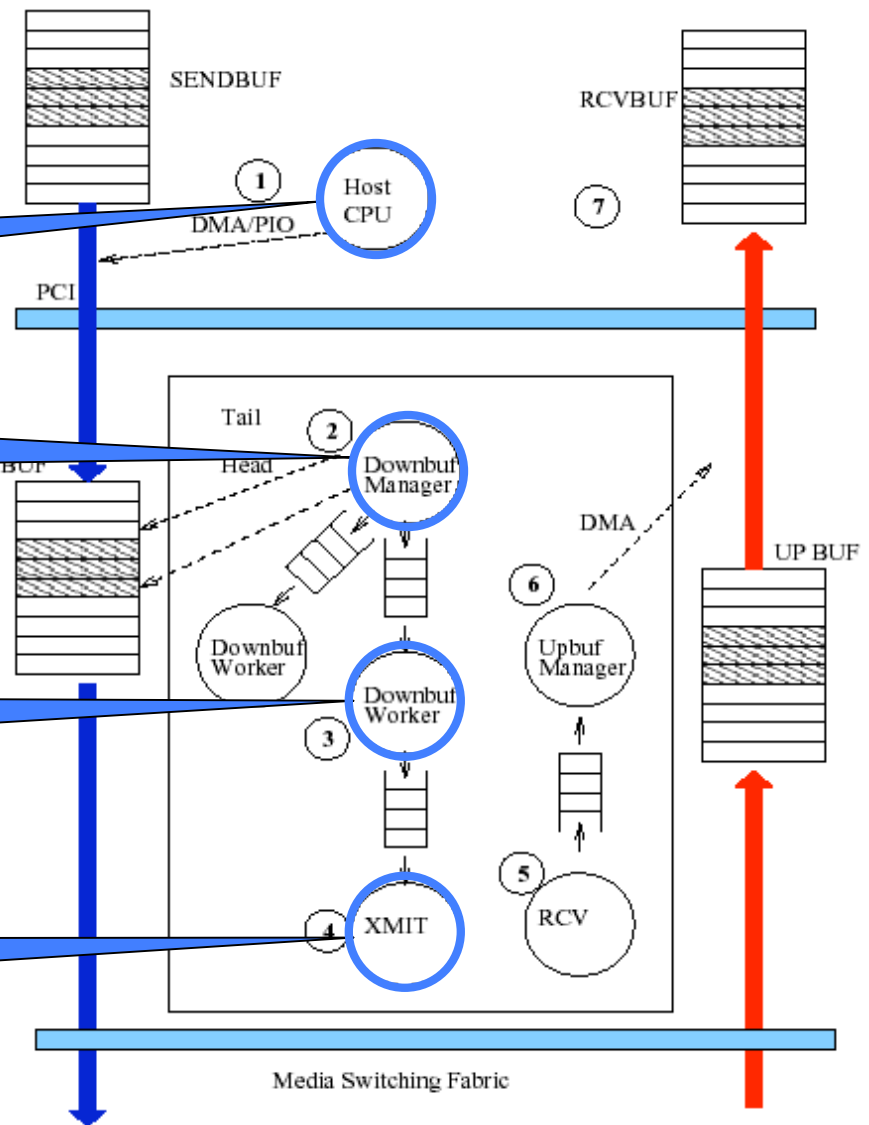 SENDBUF
RCVBUF
1
Host
CPU
7
DMA/PIO
PCI
Tail
2
Head
BUF
Downbuf
Manager
DMA
UP BUF
6
Downbuf
Worker
Upbuf
Manager
Downbuf
Worker
3
5
4
XMIT
RCV
Media Switching Fabric